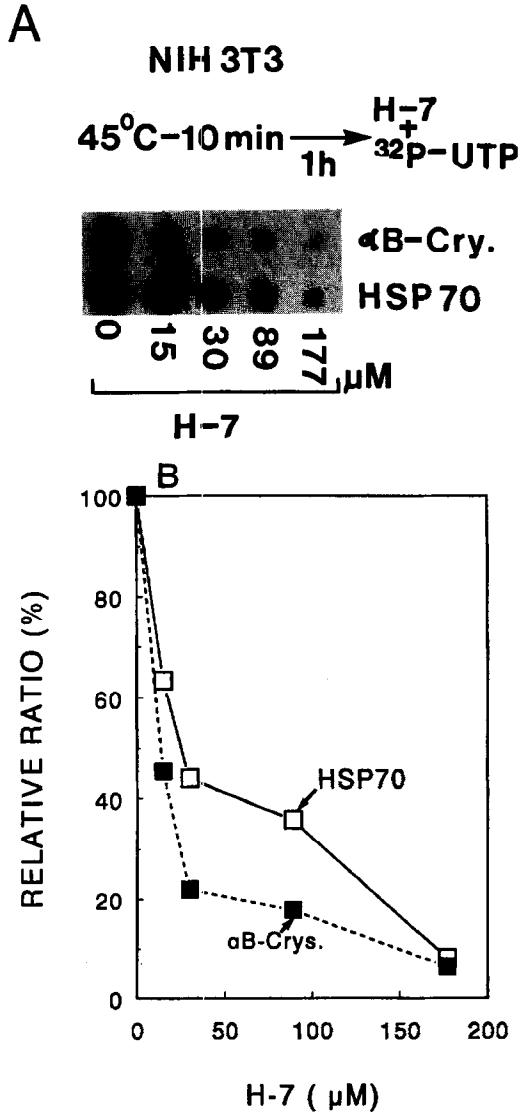 A
NIH 3T3
45⁰C-10 min
1h
H-7
+
³²P-UTP
αB-Cry.
HSP70
0 15 30 89 177 µM
H-7
B
100
80
60
40
20
0
RELATIVE RATIO (%)
HSP70
αB-Crys.
0 50 100 150 200
H-7 ( µM)